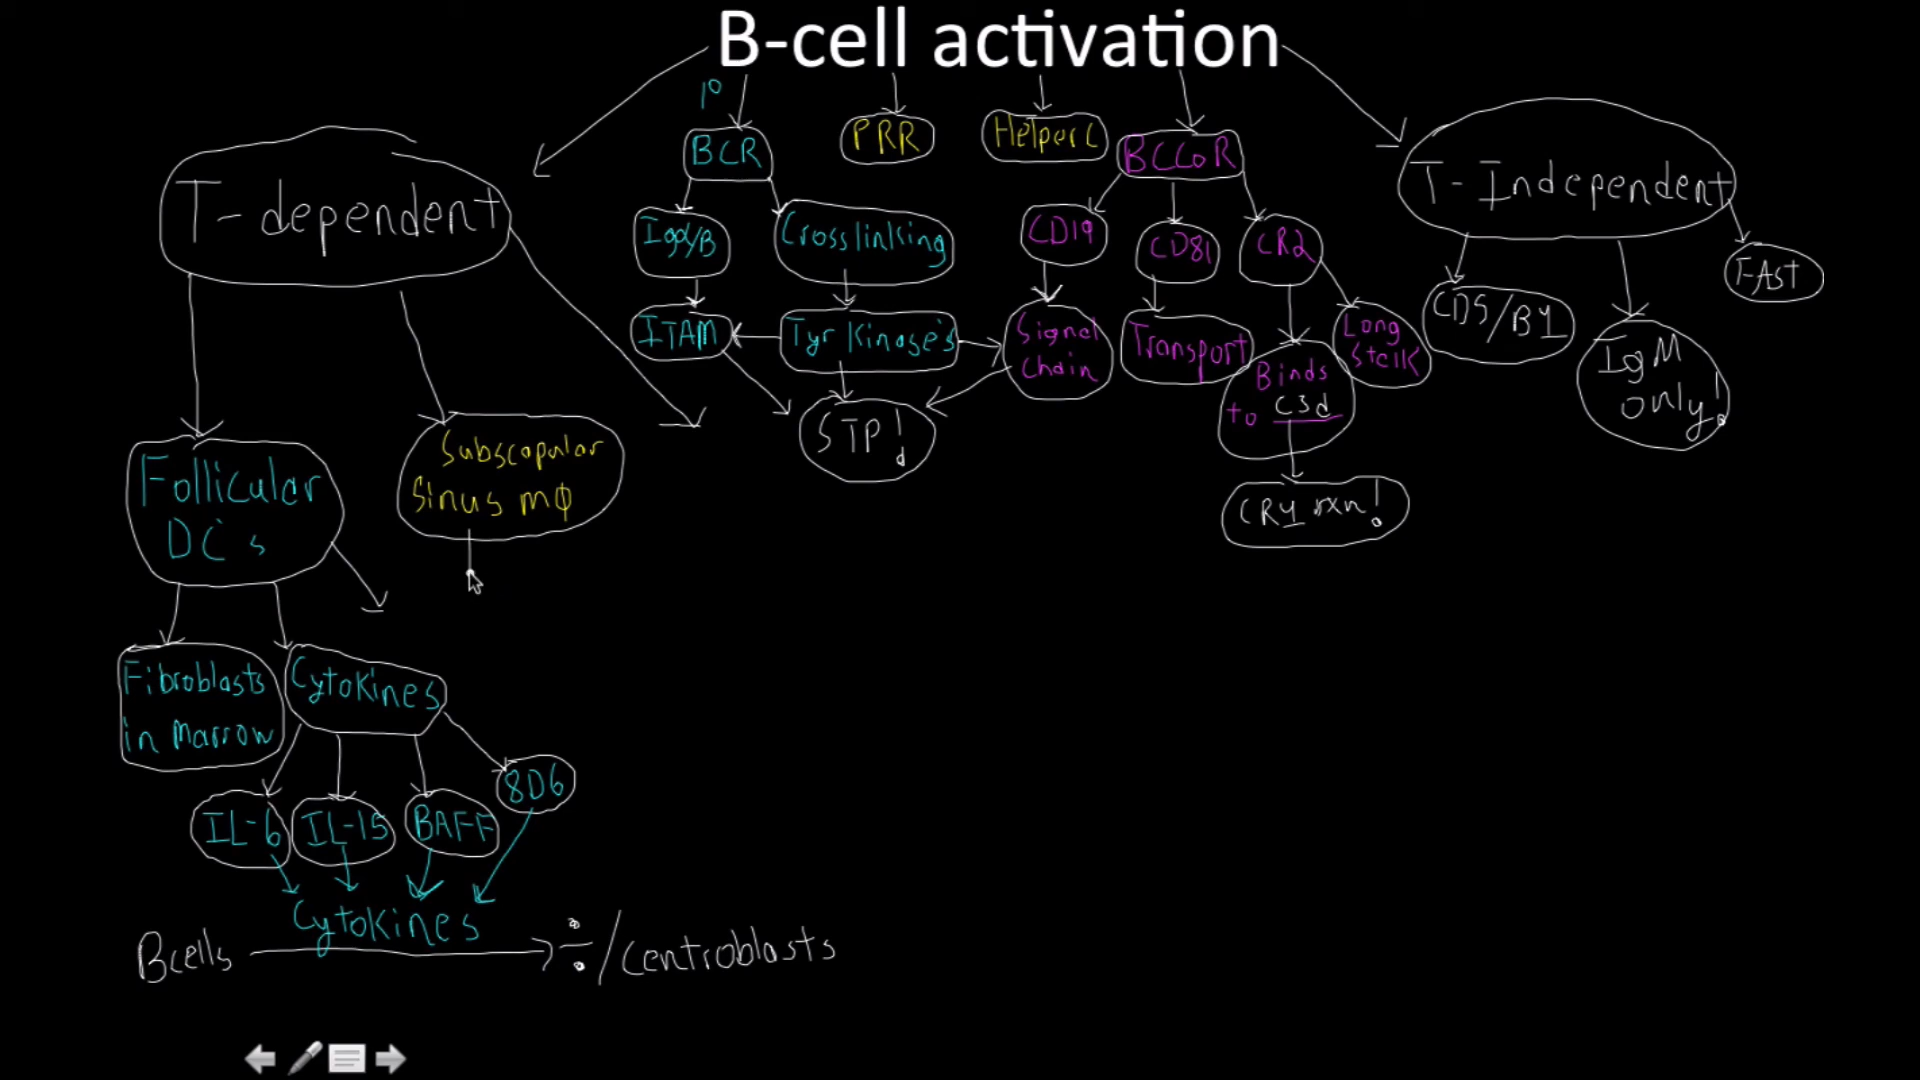 B-cell activation
1°
BCR
PRR
Helper C
BCCoR
T-dependent
T-Independent
Igα/B
Crosslinking
CD19
CD81
CR2
FAst
ITAM
Tyr Kinase's
Signal
Chain
Transport
Long
Stalk
CD5/B1
Binds
to C3d
IgM
only!
STP!
CR1 rxn!
Follicular
DC's
Subscapular
Sinus mφ
Fibroblasts
in Marrow
Cytokines
8D6
IL-6
IL-15
BAFF
Cytokines
Bcells
÷/centroblasts